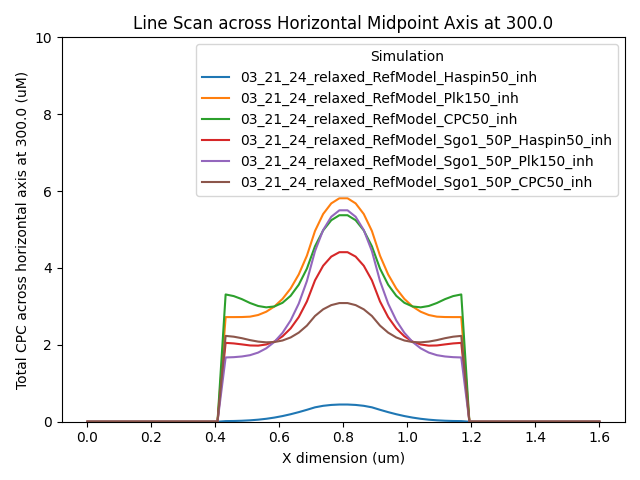 Line Scan across Horizontal Midpoint Axis at 300.0
Total CPC across horizontal axis at 300.0 (uM)
10
8
6
4
2
0
Simulation
03_21_24_relaxed_RefModel_Haspin50_inh
03_21_24_relaxed_RefModel_Plk150_inh
03_21_24_relaxed_RefModel_CPC50_inh
03_21_24_relaxed_RefModel_Sgo1_50P_Haspin50_inh
03_21_24_relaxed_RefModel_Sgo1_50P_Plk150_inh
03_21_24_relaxed_RefModel_Sgo1_50P_CPC50_inh
0.0 0.2 0.4 0.6 0.8 1.0 1.2 1.4 1.6
X dimension (um)